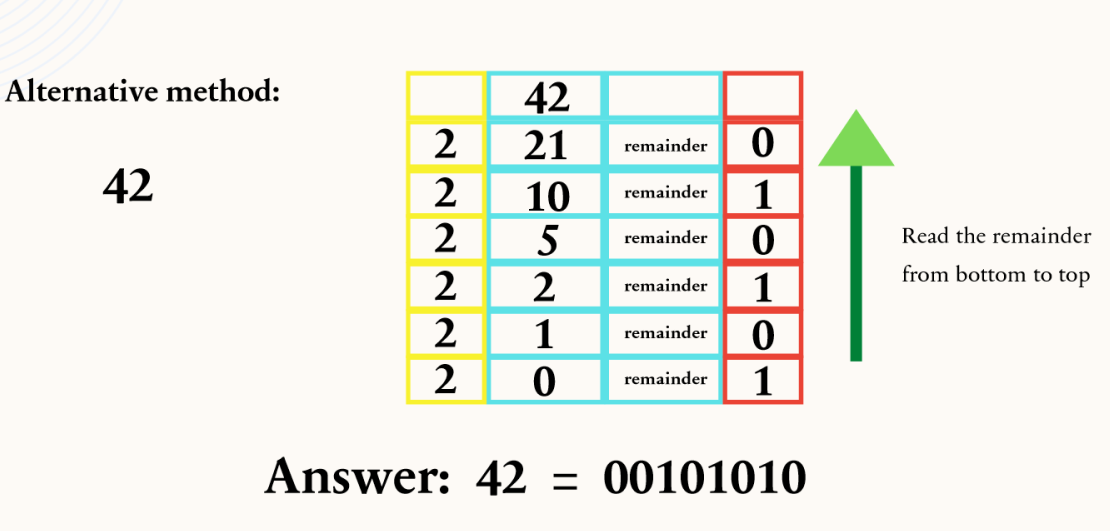 Alternative method:
42
42
2 21 remainder 0
2 10 remainder 1
2 5 remainder 0
2 2 remainder 1
2 1 remainder 0
2 0 remainder 1
Read the remainder
from bottom to top
Answer: 42 = 00101010